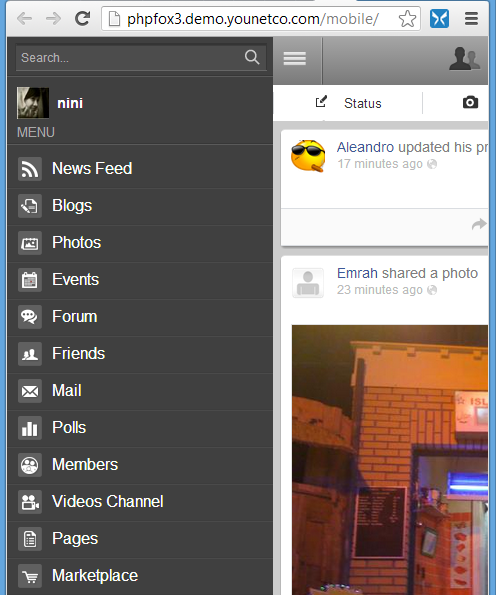 phpfox3.demo.younetco.com/mobile/
Search...
nini
MENU
News Feed
Blogs
Photos
Events
Forum
Friends
Mail
Polls
Members
Videos Channel
Pages
Marketplace
Status
Aleandro updated his pr
17 minutes ago
Emrah shared a photo
23 minutes ago
ISL